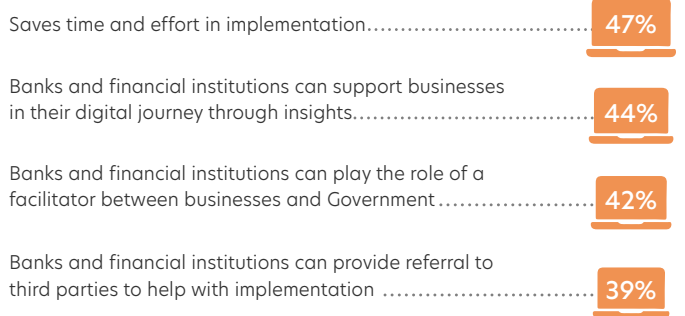 Saves time and effort in implementation.......................................... 47%
Banks and financial institutions can support businesses
in their digital journey through insights............................................ 44%
Banks and financial institutions can play the role of a
facilitator between businesses and Government......................... 42%
Banks and financial institutions can provide referral to
third parties to help with implementation .................................. 39%